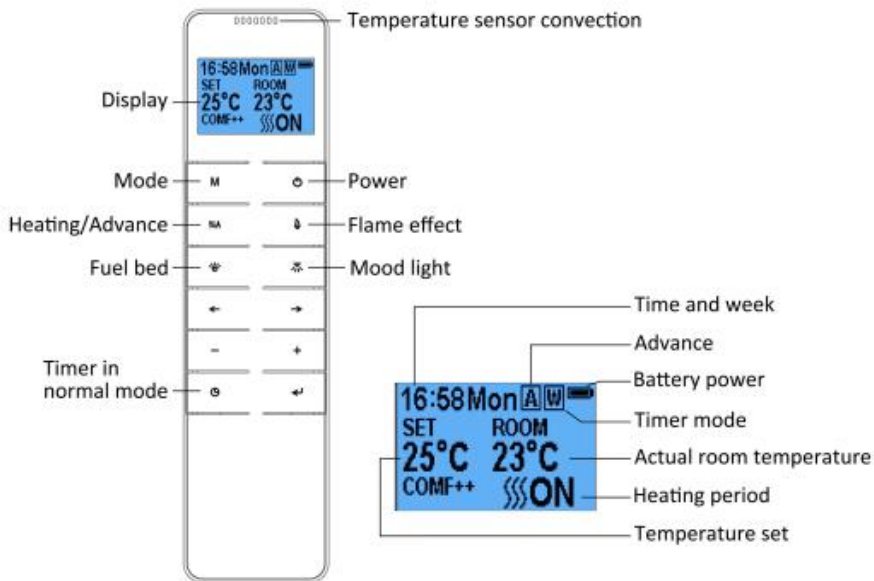 Temperature sensor convection
16:58Mon A W
SET ROOM
25°C 23°C
COMF++ ON
Display
Mode
M
Power
Heating/Advance
Flame effect
Fuel bed
Mood light
- +
Timer in
normal mode
Time and week
Advance
Battery power
16:58Mon A W
Timer mode
SET ROOM
25°C 23°C
Actual room temperature
COMF++ ON
Heating period
Temperature set